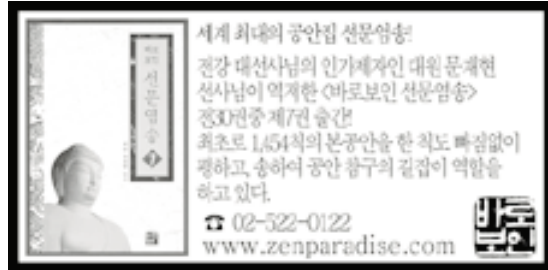 세계 최대의 공안집 선문염송!
전강 대선사님의 인가제자인 대원 문재현
선사님이 역저한 <바로보인 선문염송>
전30권중 제7권 출간!
최초로 1,454칙의 본공안을 한 칙도 빠짐없이
평하고, 송하여 공안 참구의 길잡이 역할을
하고 있다.
☎ 02-522-0122
www.zenparadise.com
바로
보인
선문염송
7